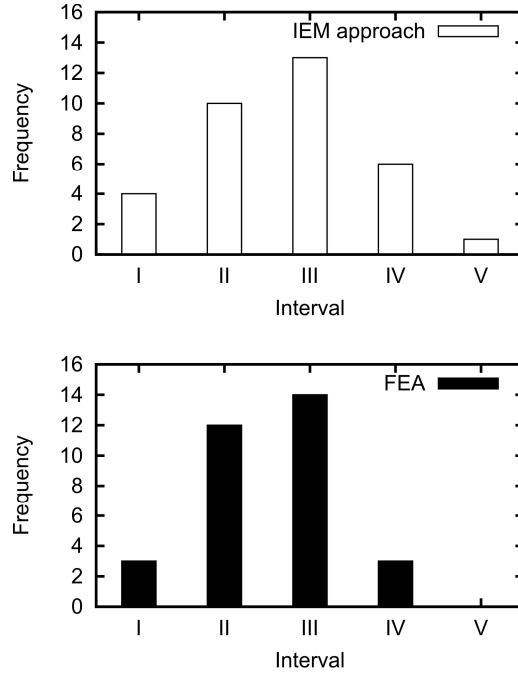 16
IEM approach
14
12
10
Frequency
8
6
4
2
0
I II III IV V
Interval
16
FEA
14
12
10
Frequency
8
6
4
2
0
I II III IV V
Interval